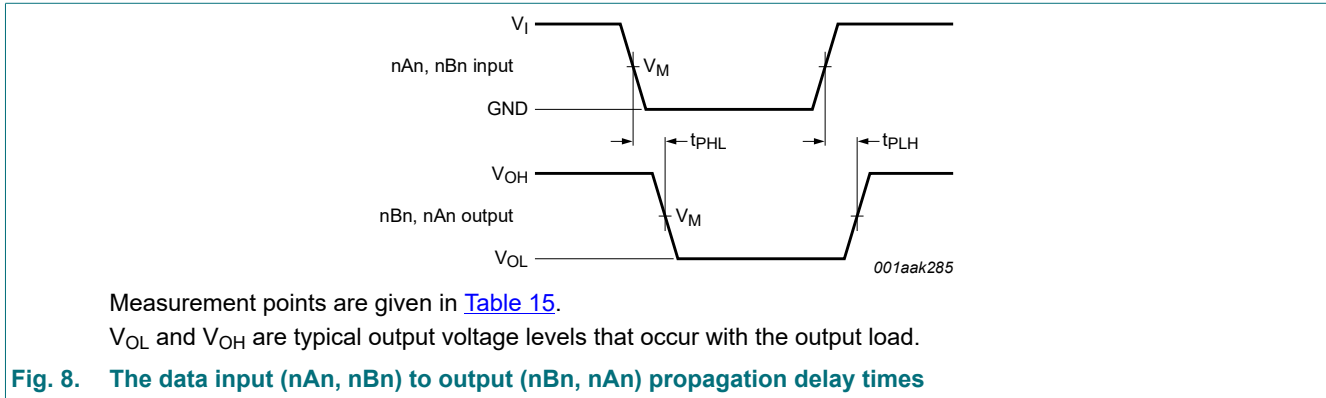 VI
nAn, nBn input
VM
GND
tPHL
tPLH
VOH
nBn, nAn output
VM
VOL
001aak285
Measurement points are given in Table 15.
VOL and VOH are typical output voltage levels that occur with the output load.
Fig. 8. The data input (nAn, nBn) to output (nBn, nAn) propagation delay times